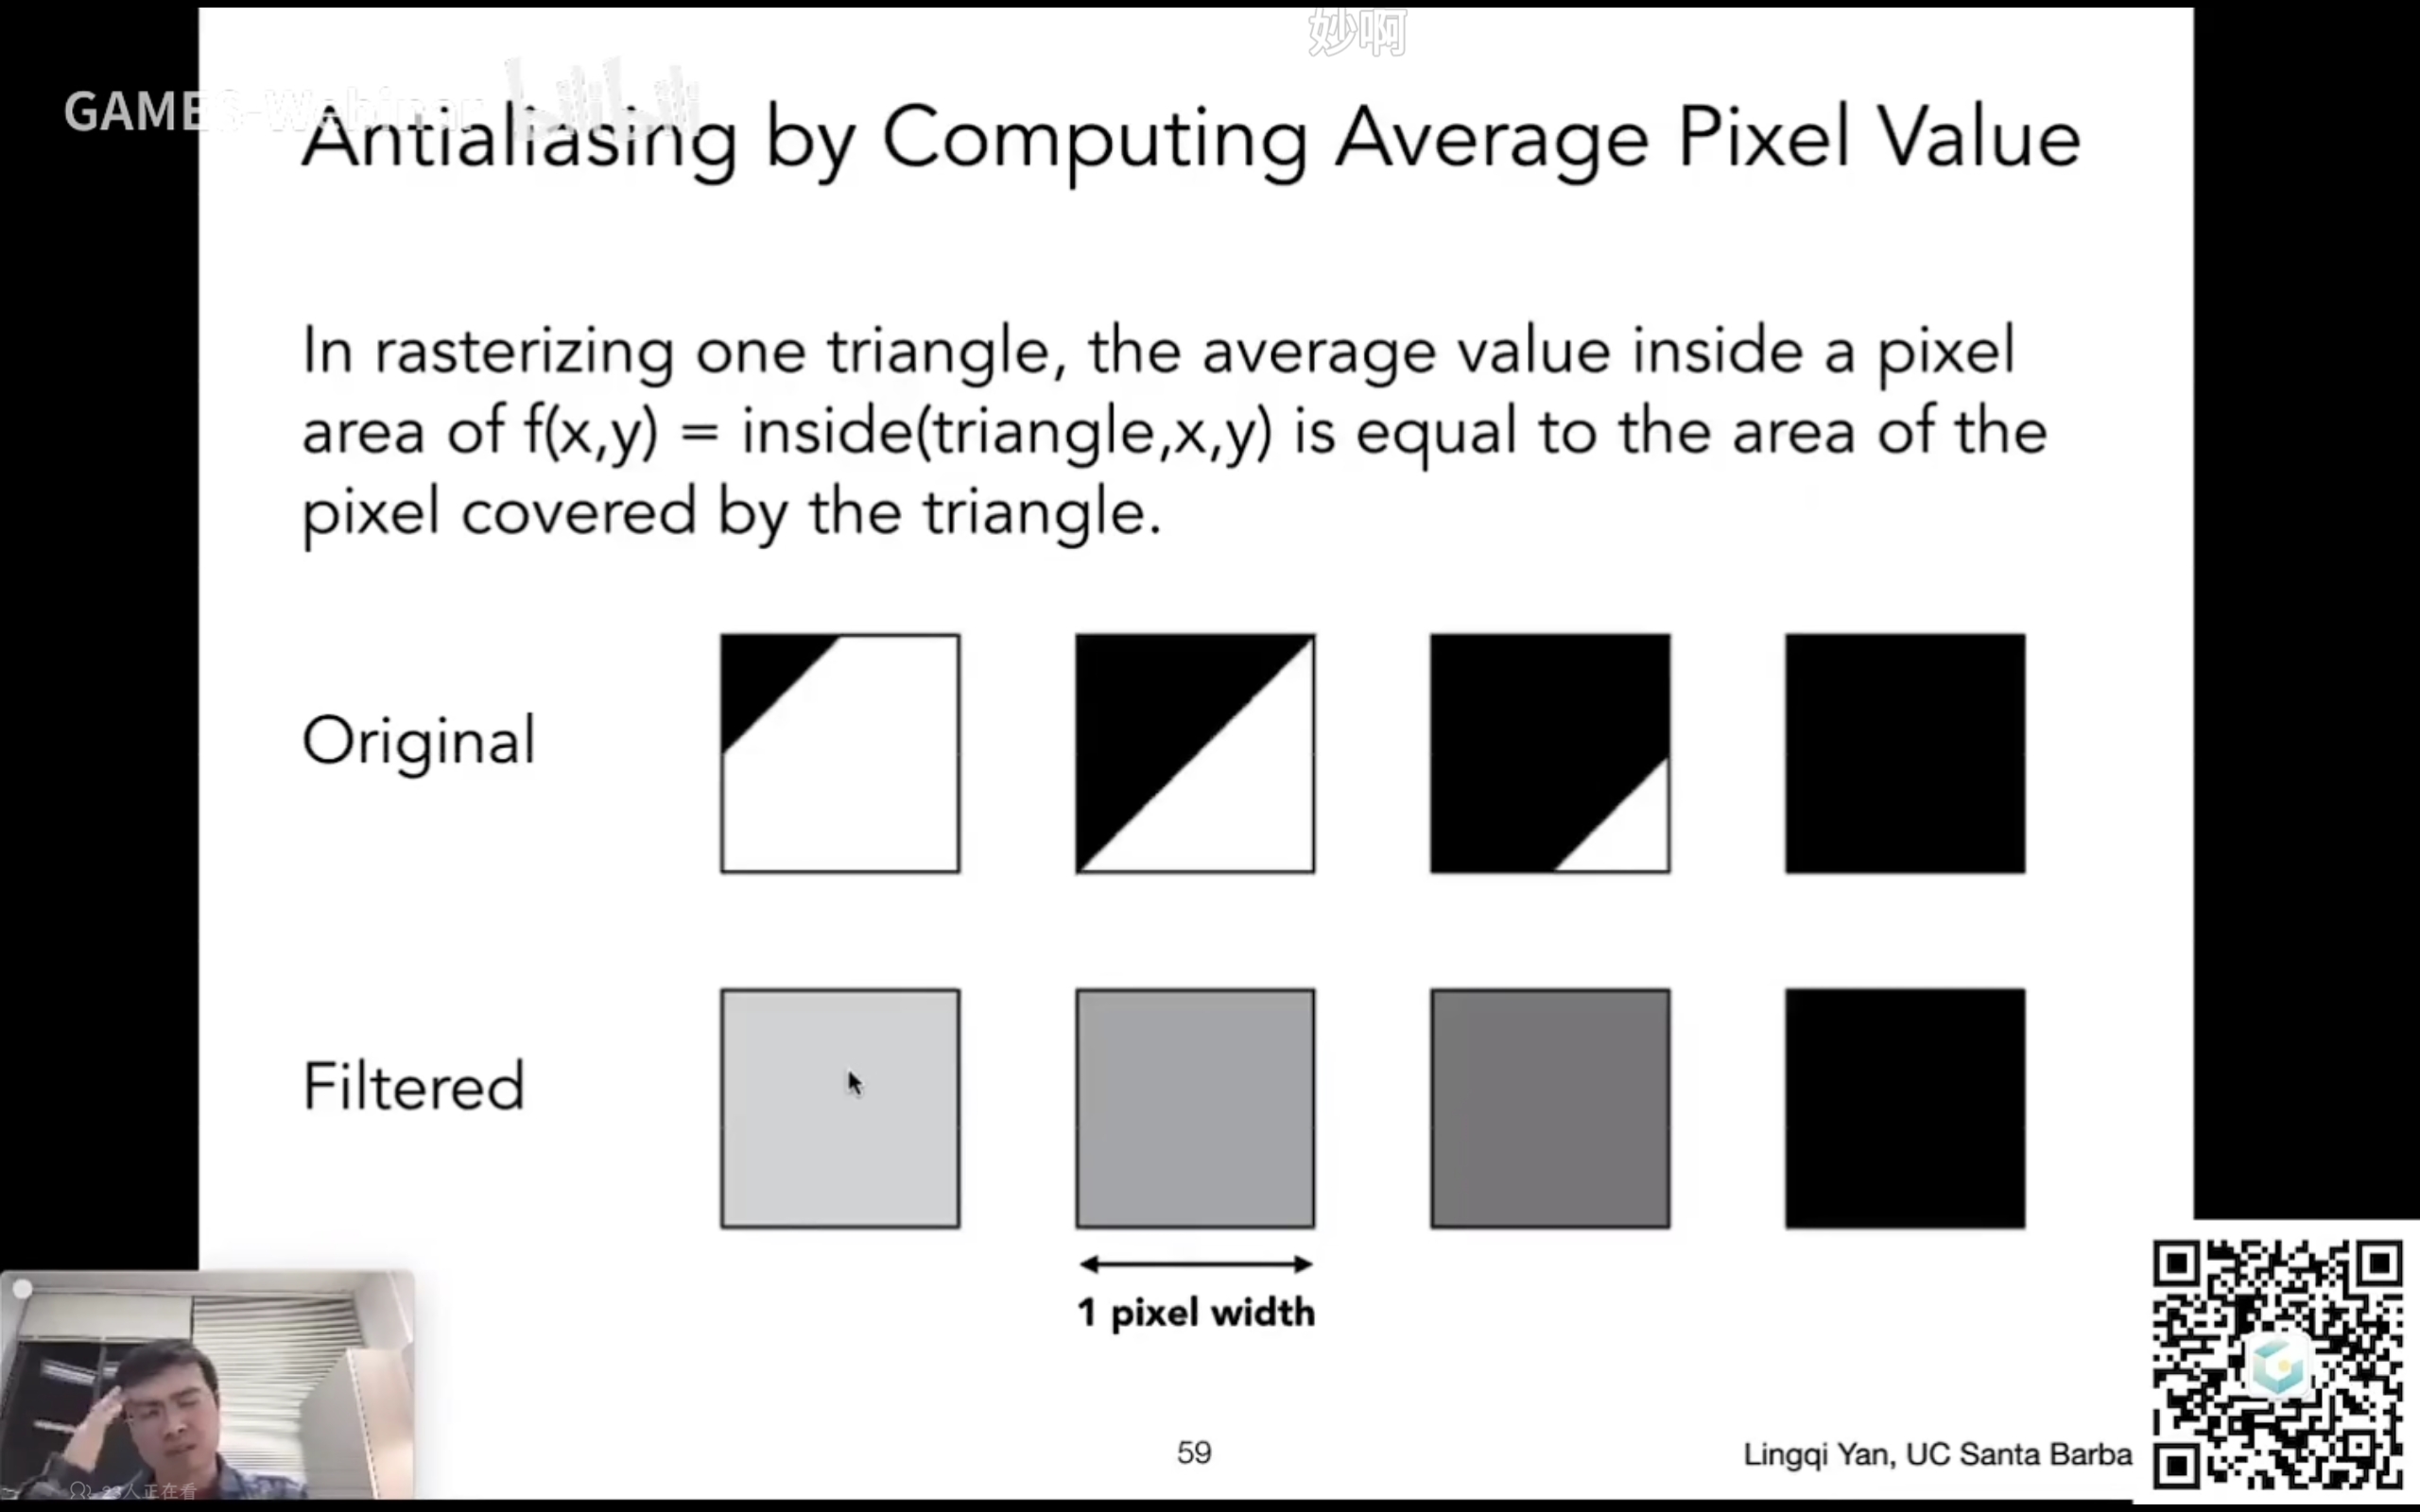 妙啊
GAMES-Webinar bilibili
Antialiasing by Computing Average Pixel Value
In rasterizing one triangle, the average value inside a pixel
area of f(x,y) = inside(triangle,x,y) is equal to the area of the
pixel covered by the triangle.
Original
Filtered
1 pixel width
59
Lingqi Yan, UC Santa Barba
23人正在看